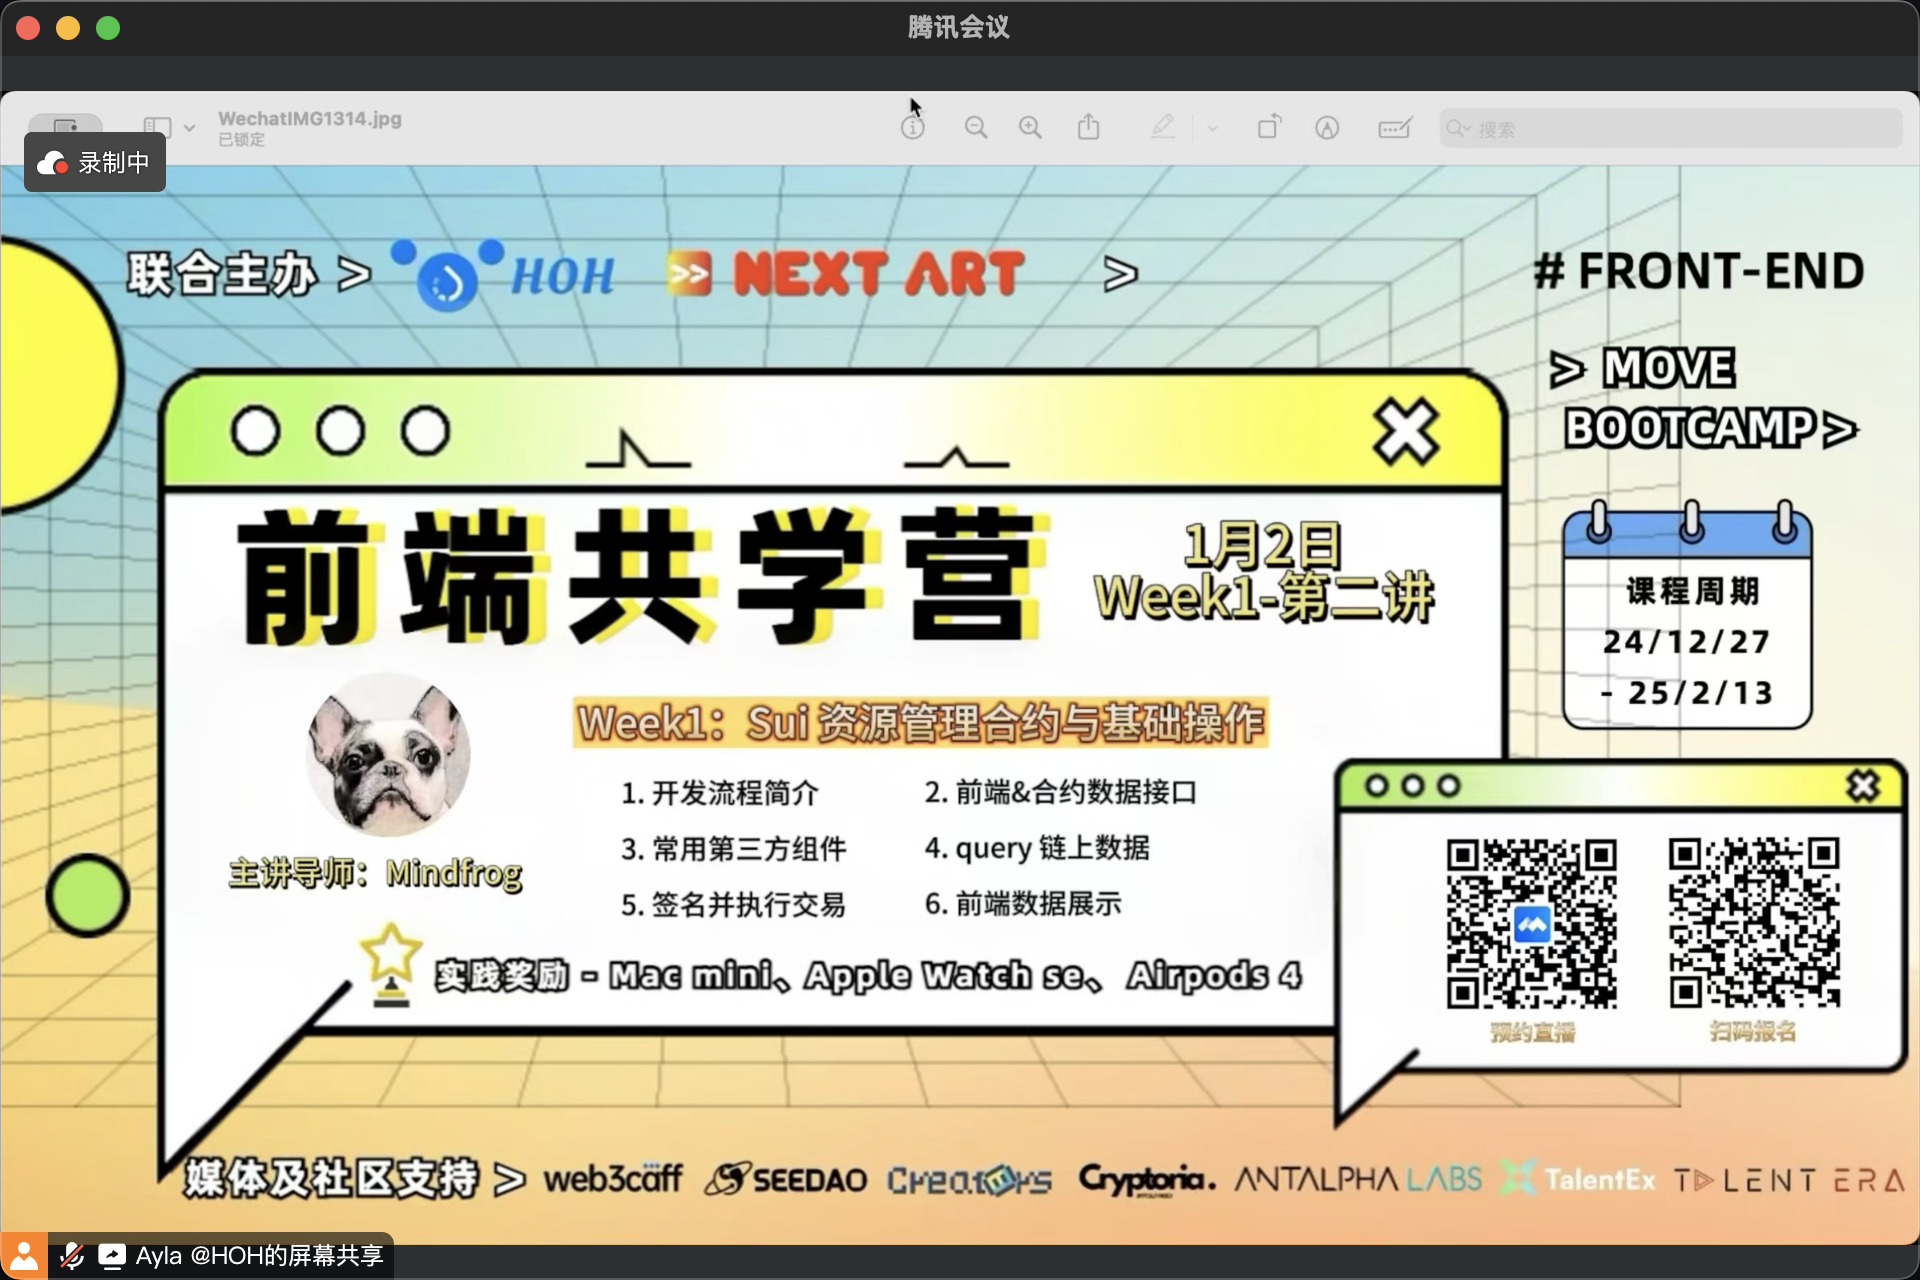 腾讯会议
WechatIMG1314.jpg
已锁定
搜索
录制中
联合主办 > HOH >> NEXT ART >
# FRONT-END
> MOVE
BOOTCAMP >
前端共学营
1月2日
Week1-第二讲
课程周期
24/12/27
- 25/2/13
Week1：Sui 资源管理合约与基础操作
1. 开发流程简介
2. 前端&合约数据接口
3. 常用第三方组件
4. query 链上数据
5. 签名并执行交易
6. 前端数据展示
主讲导师：Mindfrog
实践奖励 - Mac mini、Apple Watch se、 Airpods 4
预约直播
扫码报名
媒体及社区支持 > web3caff SEEDAO Creators Cryptoria. ANTALPHA LABS TalentEx TALENT ERA
Ayla @HOH的屏幕共享